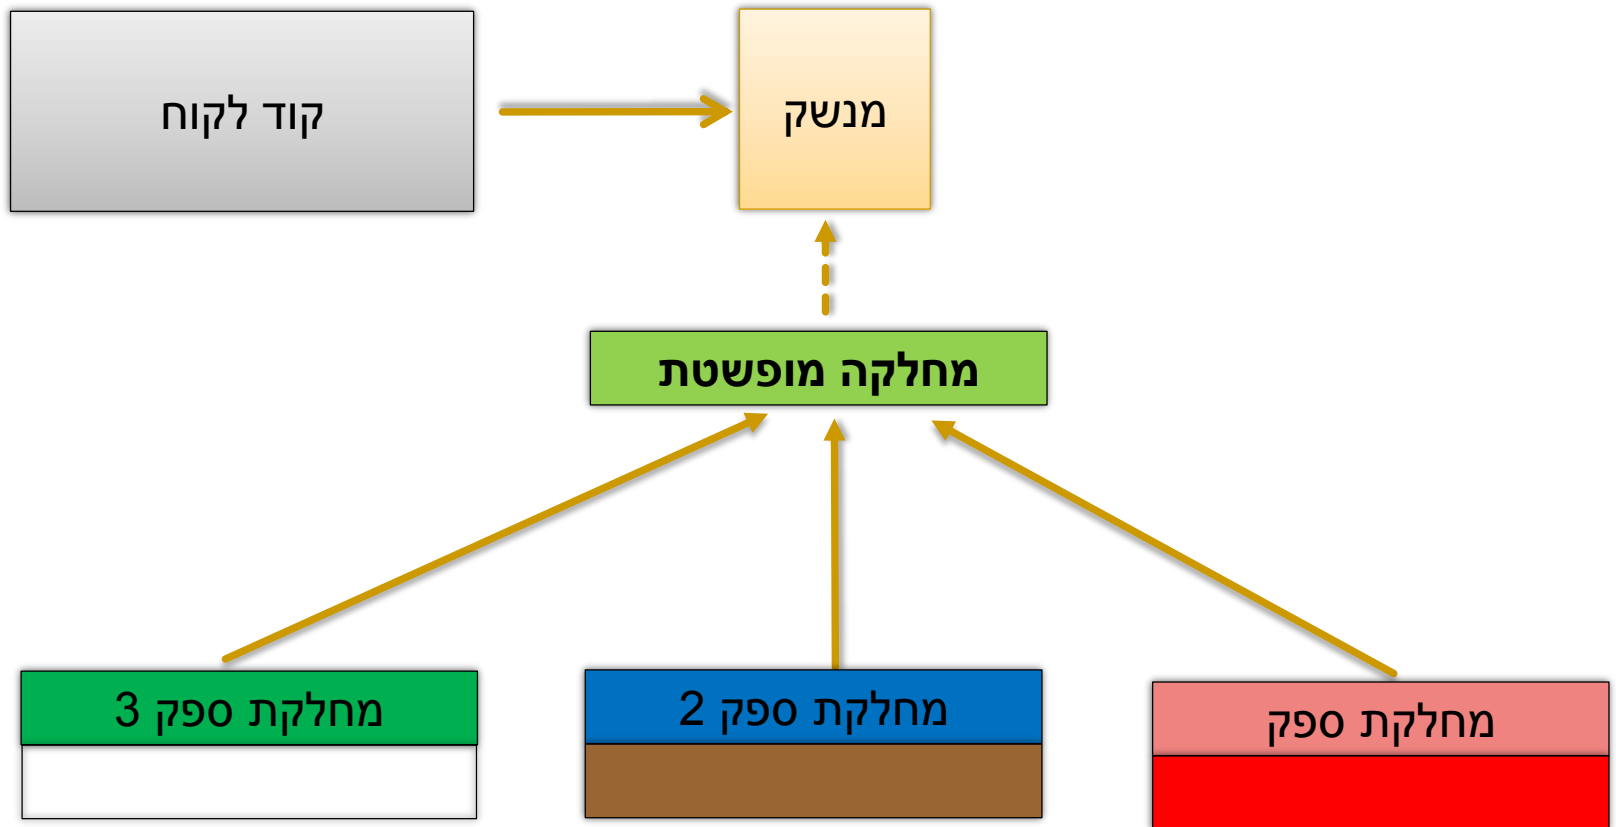 קוד לקוח
מנשק
מחלקה מופשטת
מחלקת ספק
מחלקת ספק 2
מחלקת ספק 3